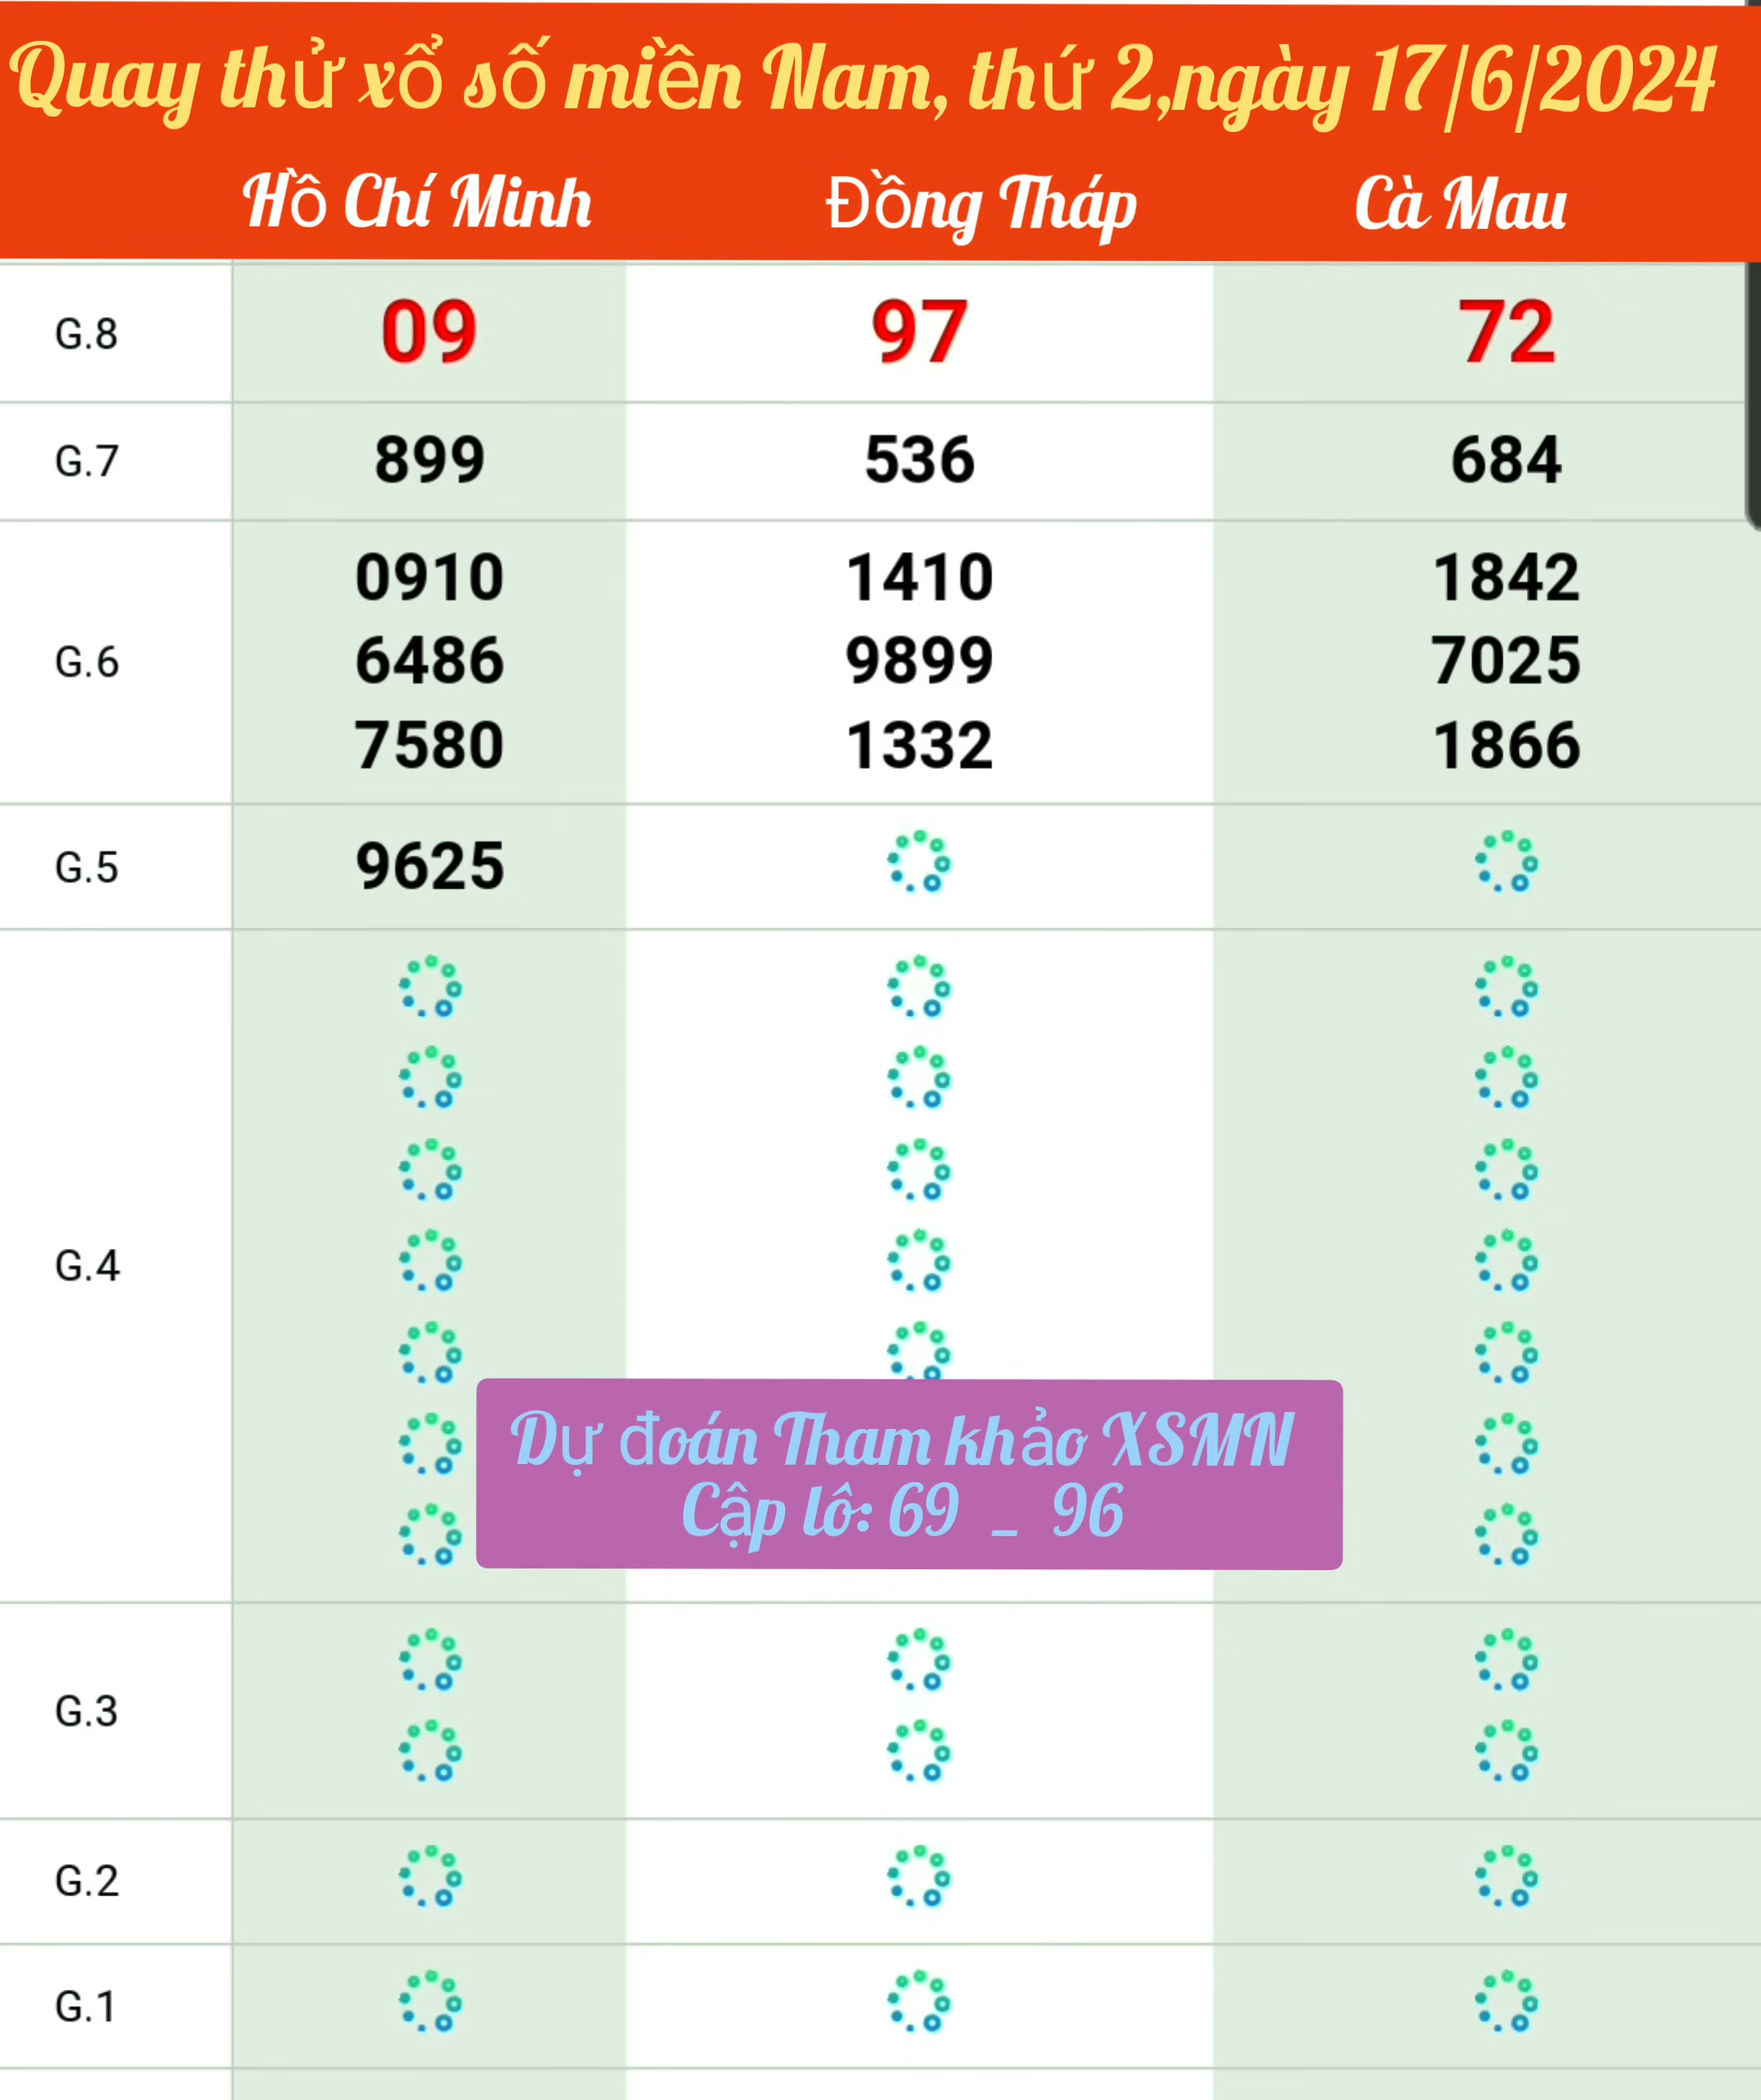 Quay thử xổ số miền Nam, thứ 2,ngày 17/6/2024
Hồ Chí Minh Đồng Tháp Cà Mau
G.8 09 97 72
G.7 899 536 684
0910 1410 1842
G.6 6486 9899 7025
7580 1332 1866
G.5 9625
G.4
Dự đoán Tham khảo XSMN
Cập lô: 69 _ 96
G.3
G.2
G.1